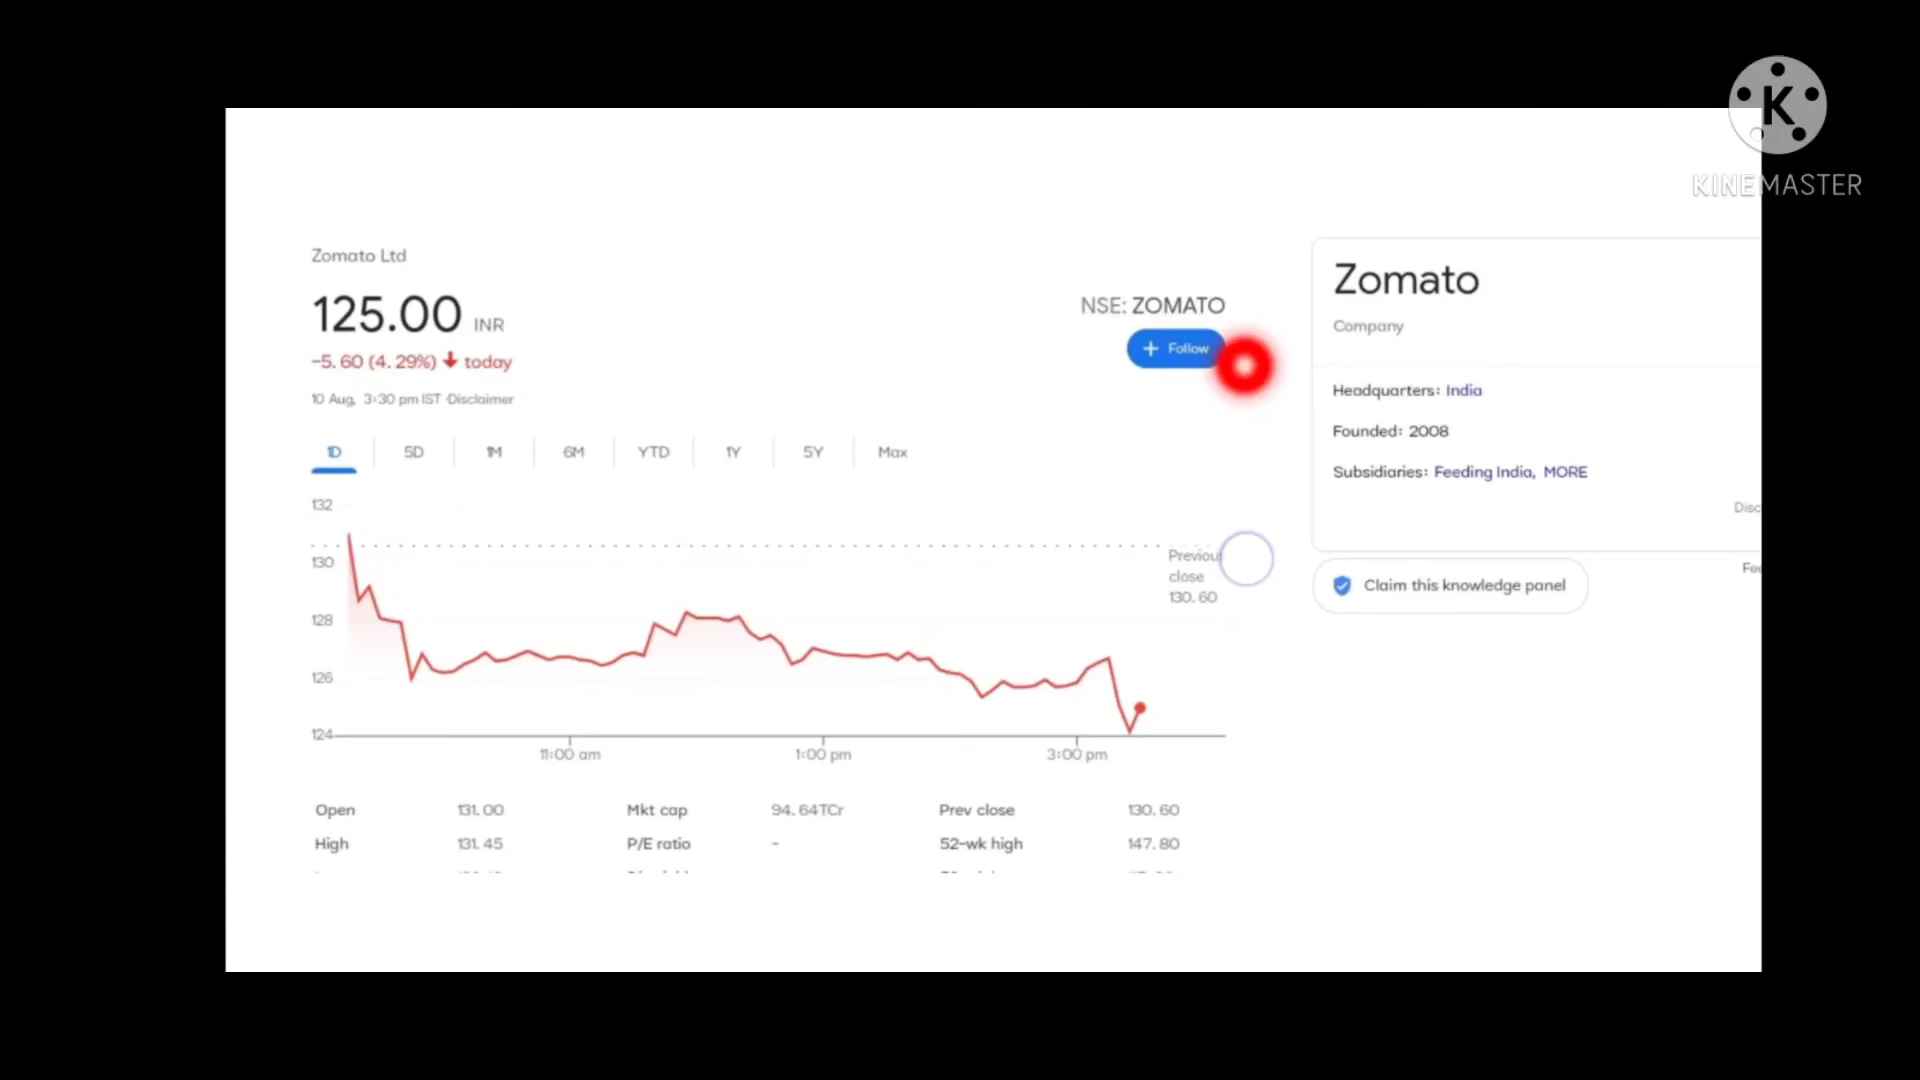 K
KINEMASTER
Zomato Ltd
125.00 INR
-5.60 (4.29%) ↓ today
10 Aug, 3:30 pm IST · Disclaimer
NSE: ZOMATO
+ Follow
1D 5D 1M 6M YTD 1Y 5Y Max
132
130
128
126
124
Previous
close
130.60
11:00 am 1:00 pm 3:00 pm
Open 131.00 Mkt cap 94.64TCr Prev close 130.60
High 131.45 P/E ratio - 52-wk high 147.80
Zomato
Company
Headquarters: India
Founded: 2008
Subsidiaries: Feeding India, MORE
Disc
Fee
Claim this knowledge panel